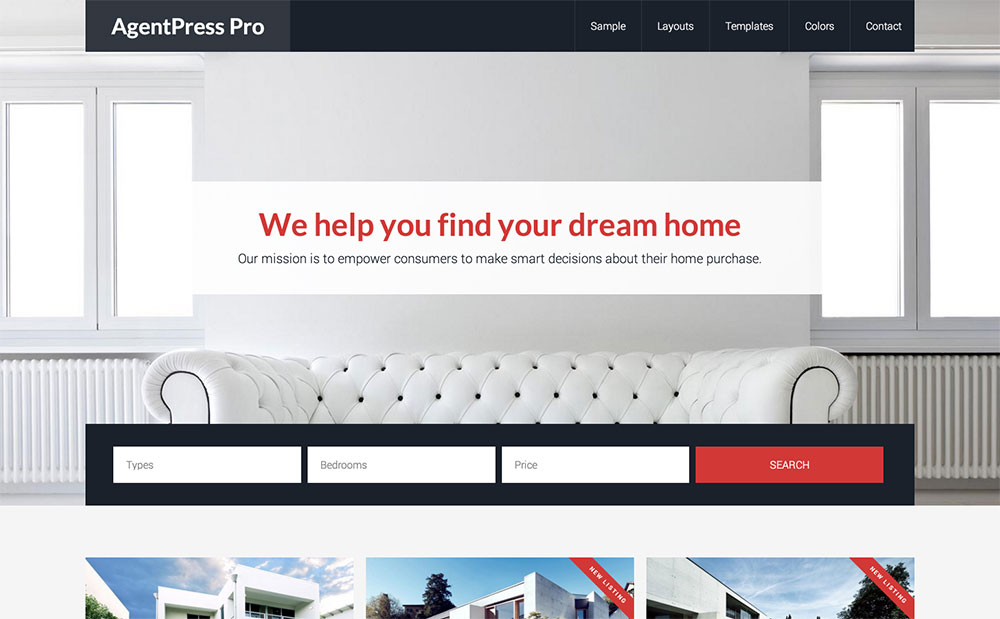 AgentPress Pro
Sample Layouts Templates Colors Contact
We help you find your dream home
Our mission is to empower consumers to make smart decisions about their home purchase.
Types Bedrooms Price SEARCH
NEW LISTING
NEW LISTING